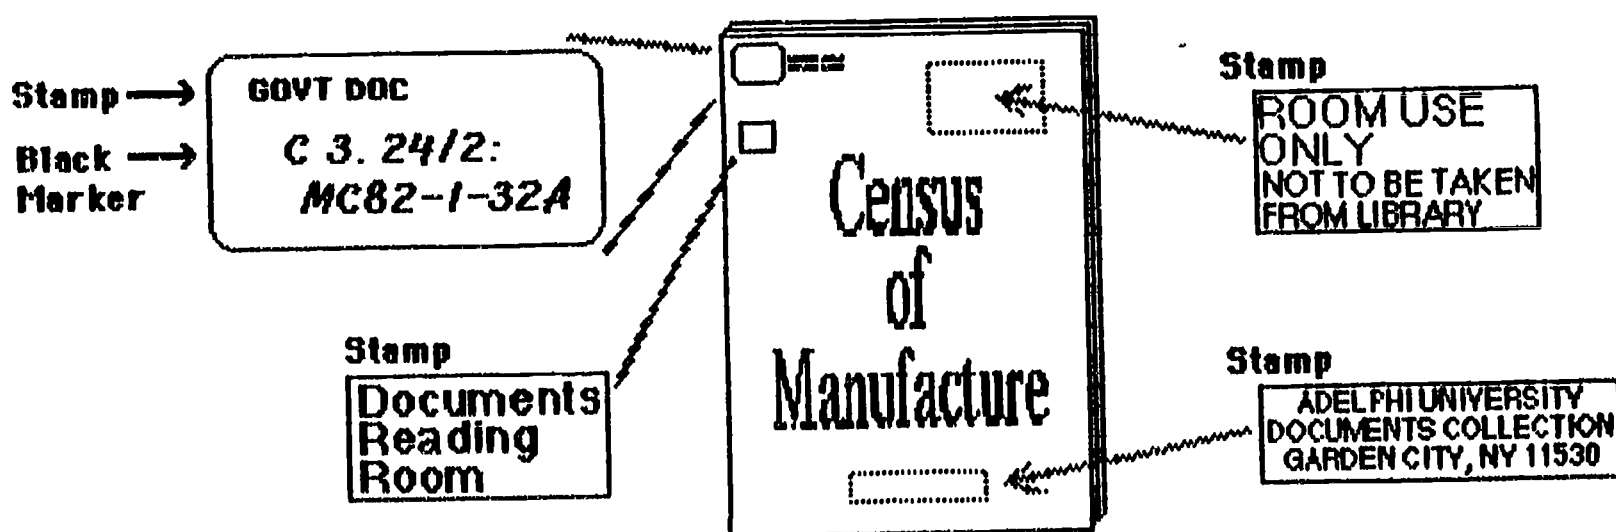 Stamp
GOVT DOC
Black
Marker
C 3. 24/2:
MC82-1-32A
Stamp
Documents
Reading
Room
Census
of
Manufacture
Stamp
ROOM USE
ONLY
NOT TO BE TAKEN
FROM LIBRARY
Stamp
ADELPHI UNIVERSITY
DOCUMENTS COLLECTION
GARDEN CITY, NY 11530